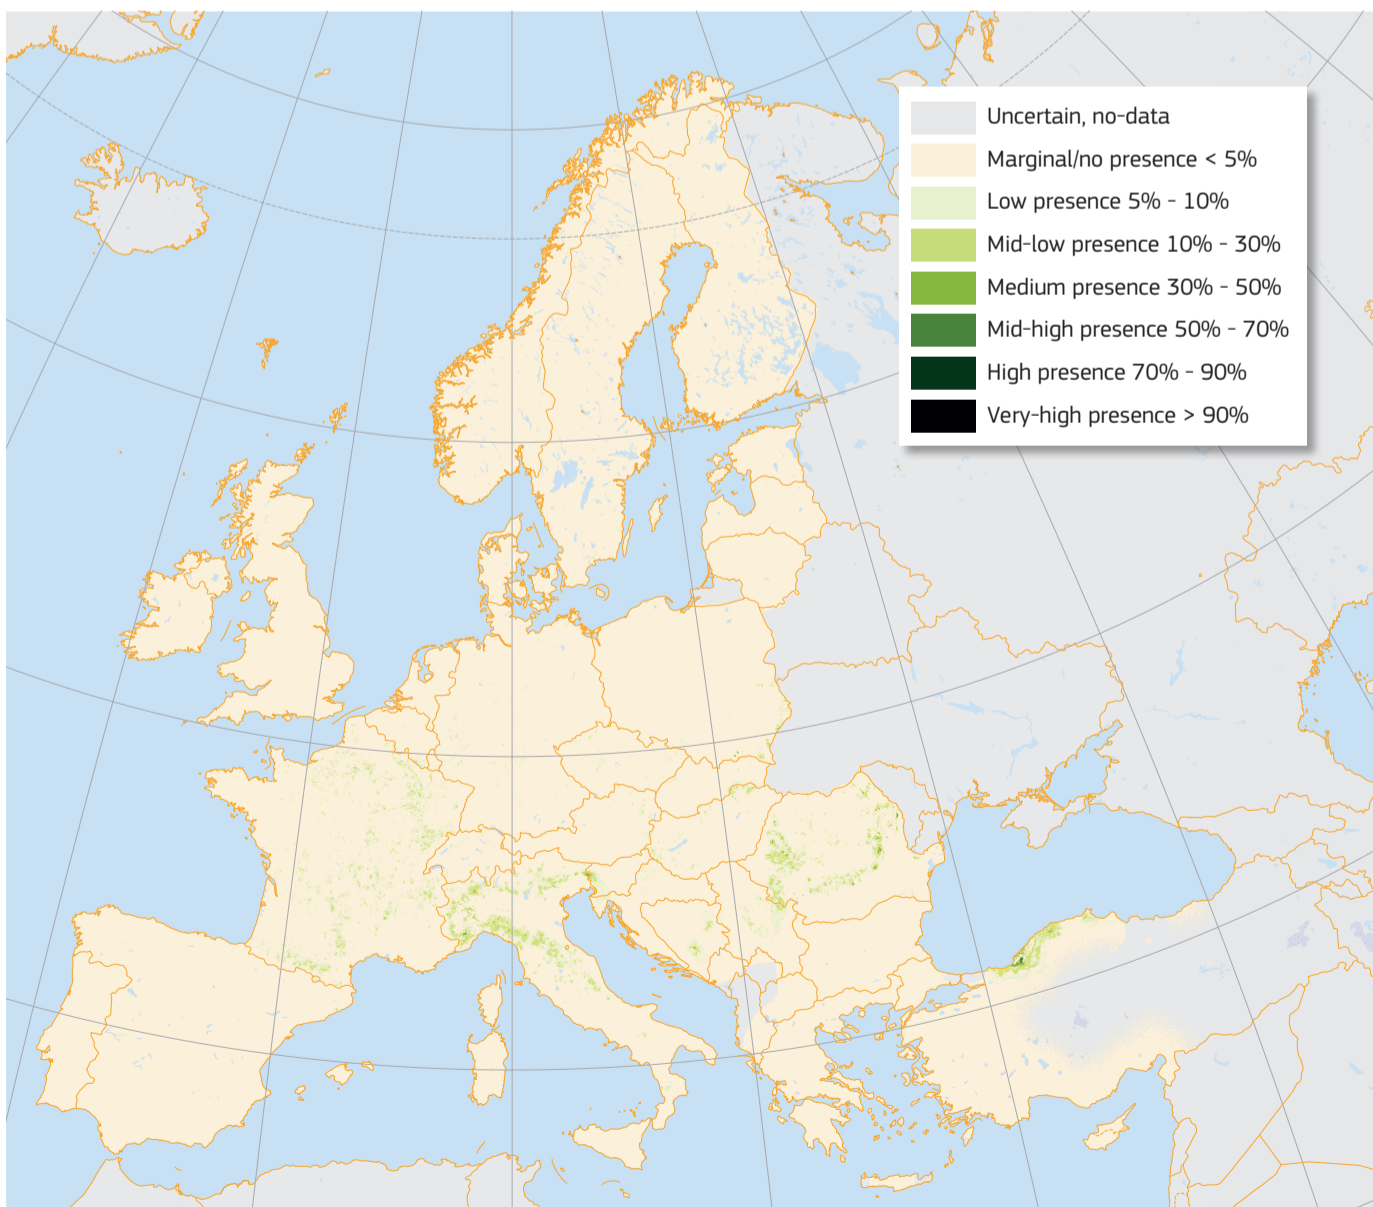 Uncertain, no-data
Marginal/no presence < 5%
Low presence 5% - 10%
Mid-low presence 10% - 30%
Medium presence 30% - 50%
Mid-high presence 50% - 70%
High presence 70% - 90%
Very-high presence > 90%